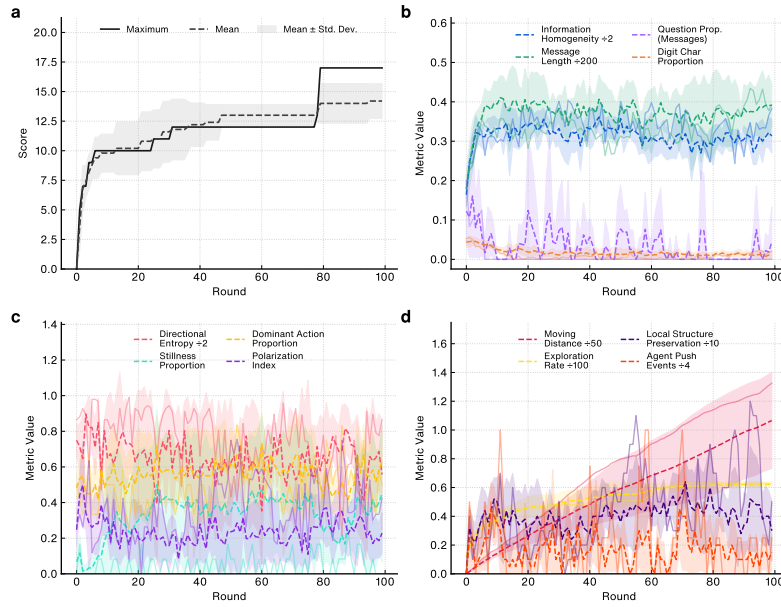 a
Maximum
Mean
Mean ± Std. Dev.
20.0
17.5
15.0
12.5
10.0
7.5
5.0
2.5
0.0
Score
0
20
40
60
80
100
Round
b
Information
Homogeneity ÷2
Message
Length ÷200
Question Prop.
(Messages)
Digit Char
Proportion
0.6
0.5
0.4
0.3
0.2
0.1
0.0
Metric Value
0
20
40
60
80
100
Round
c
Directional
Entropy ÷2
Stillness
Proportion
Dominant Action
Proportion
Polarization
Index
1.4
1.2
1.0
0.8
0.6
0.4
0.2
0.0
Metric Value
0
20
40
60
80
100
Round
d
Moving
Distance ÷50
Exploration
Rate ÷100
Local Structure
Preservation ÷10
Agent Push
Events ÷4
1.6
1.4
1.2
1.0
0.8
0.6
0.4
0.2
0.0
Metric Value
0
20
40
60
80
100
Round